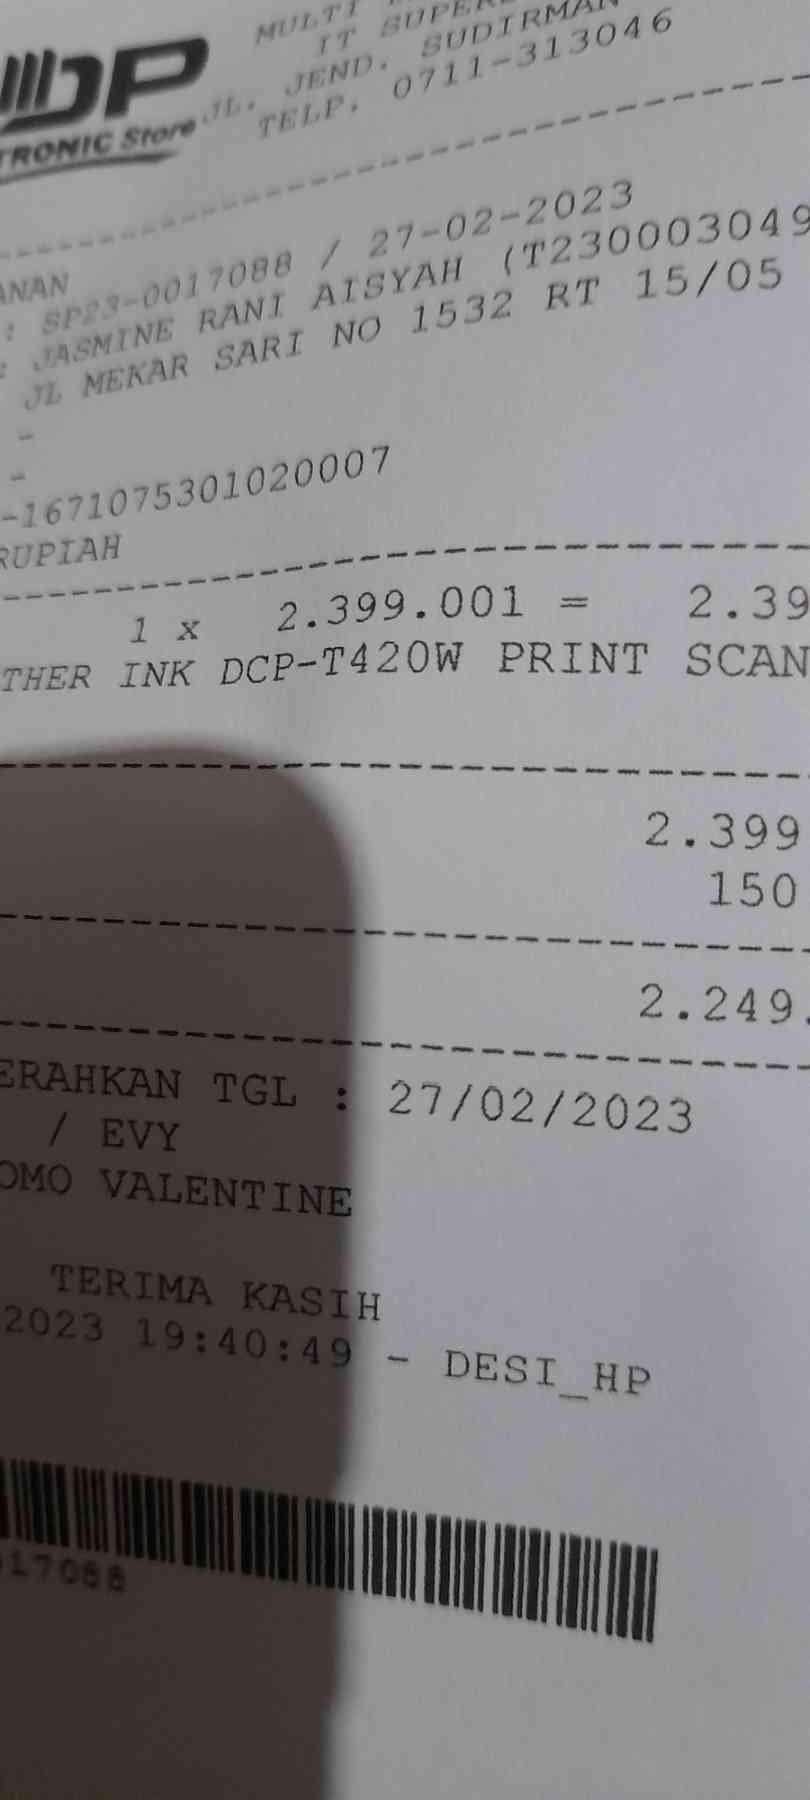 MDP
MULTI
IT SUPER
JL. JEND. SUDIRMAN
TELP. 0711-313046
TRONIC Store
ANAN
: SP23-0017088 / 27-02-2023
: JASMINE RANI AISYAH (T230003049
JL MEKAR SARI NO 1532 RT 15/05
-
-
-1671075301020007
RUPIAH
1 x 2.399.001 = 2.39
THER INK DCP-T420W PRINT SCAN
2.399
150
2.249.
ERAHKAN TGL : 27/02/2023
/ EVY
OMO VALENTINE
TERIMA KASIH
2023 19:40:49 - DESI_HP
17088